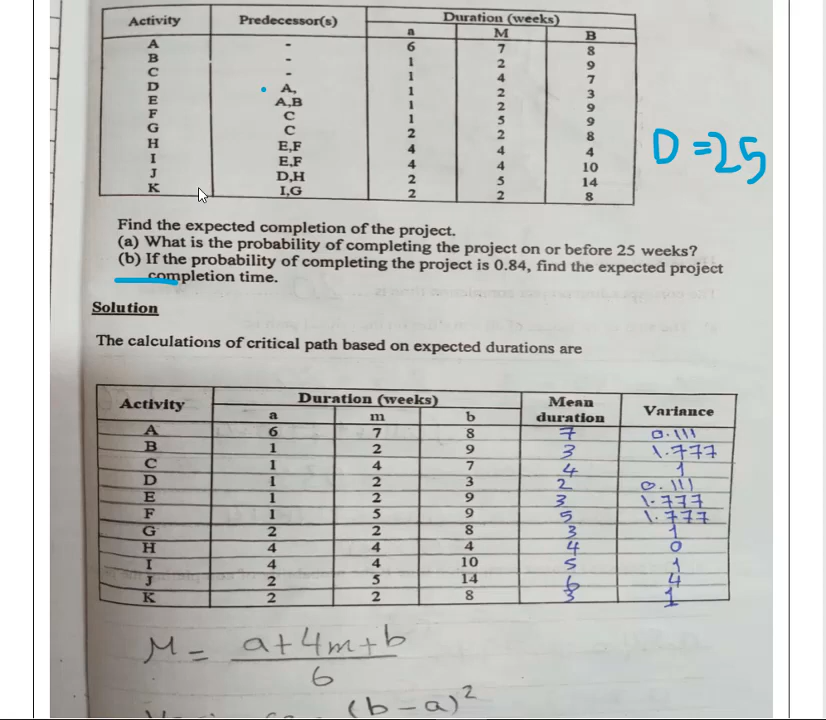 Activity Predecessor(s) Duration (weeks)
a M B
A - 6 7 8
B - 1 2 9
C - 1 4 7
D A, 1 2 3
E A,B 1 2 9
F C 1 5 9
G C 2 2 8
H E,F 4 4 4
I E,F 4 4 10
J D,H 2 5 14
K I,G 2 2 8
D = 25
Find the expected completion of the project.
(a) What is the probability of completing the project on or before 25 weeks?
(b) If the probability of completing the project is 0.84, find the expected project
completion time.
Solution
The calculations of critical path based on expected durations are
Activity Duration (weeks) Mean duration Variance
a m b
A 6 7 8 7 0.111
B 1 2 9 3 1.777
C 1 4 7 4 1
D 1 2 3 2 0.111
E 1 2 9 3 1.777
F 1 5 9 5 1.777
G 2 2 8 3 1
H 4 4 4 4 0
I 4 4 10 5 1
J 2 5 14 6 4
K 2 2 8 3 1
M = a+4m+b
6
(b-a)²